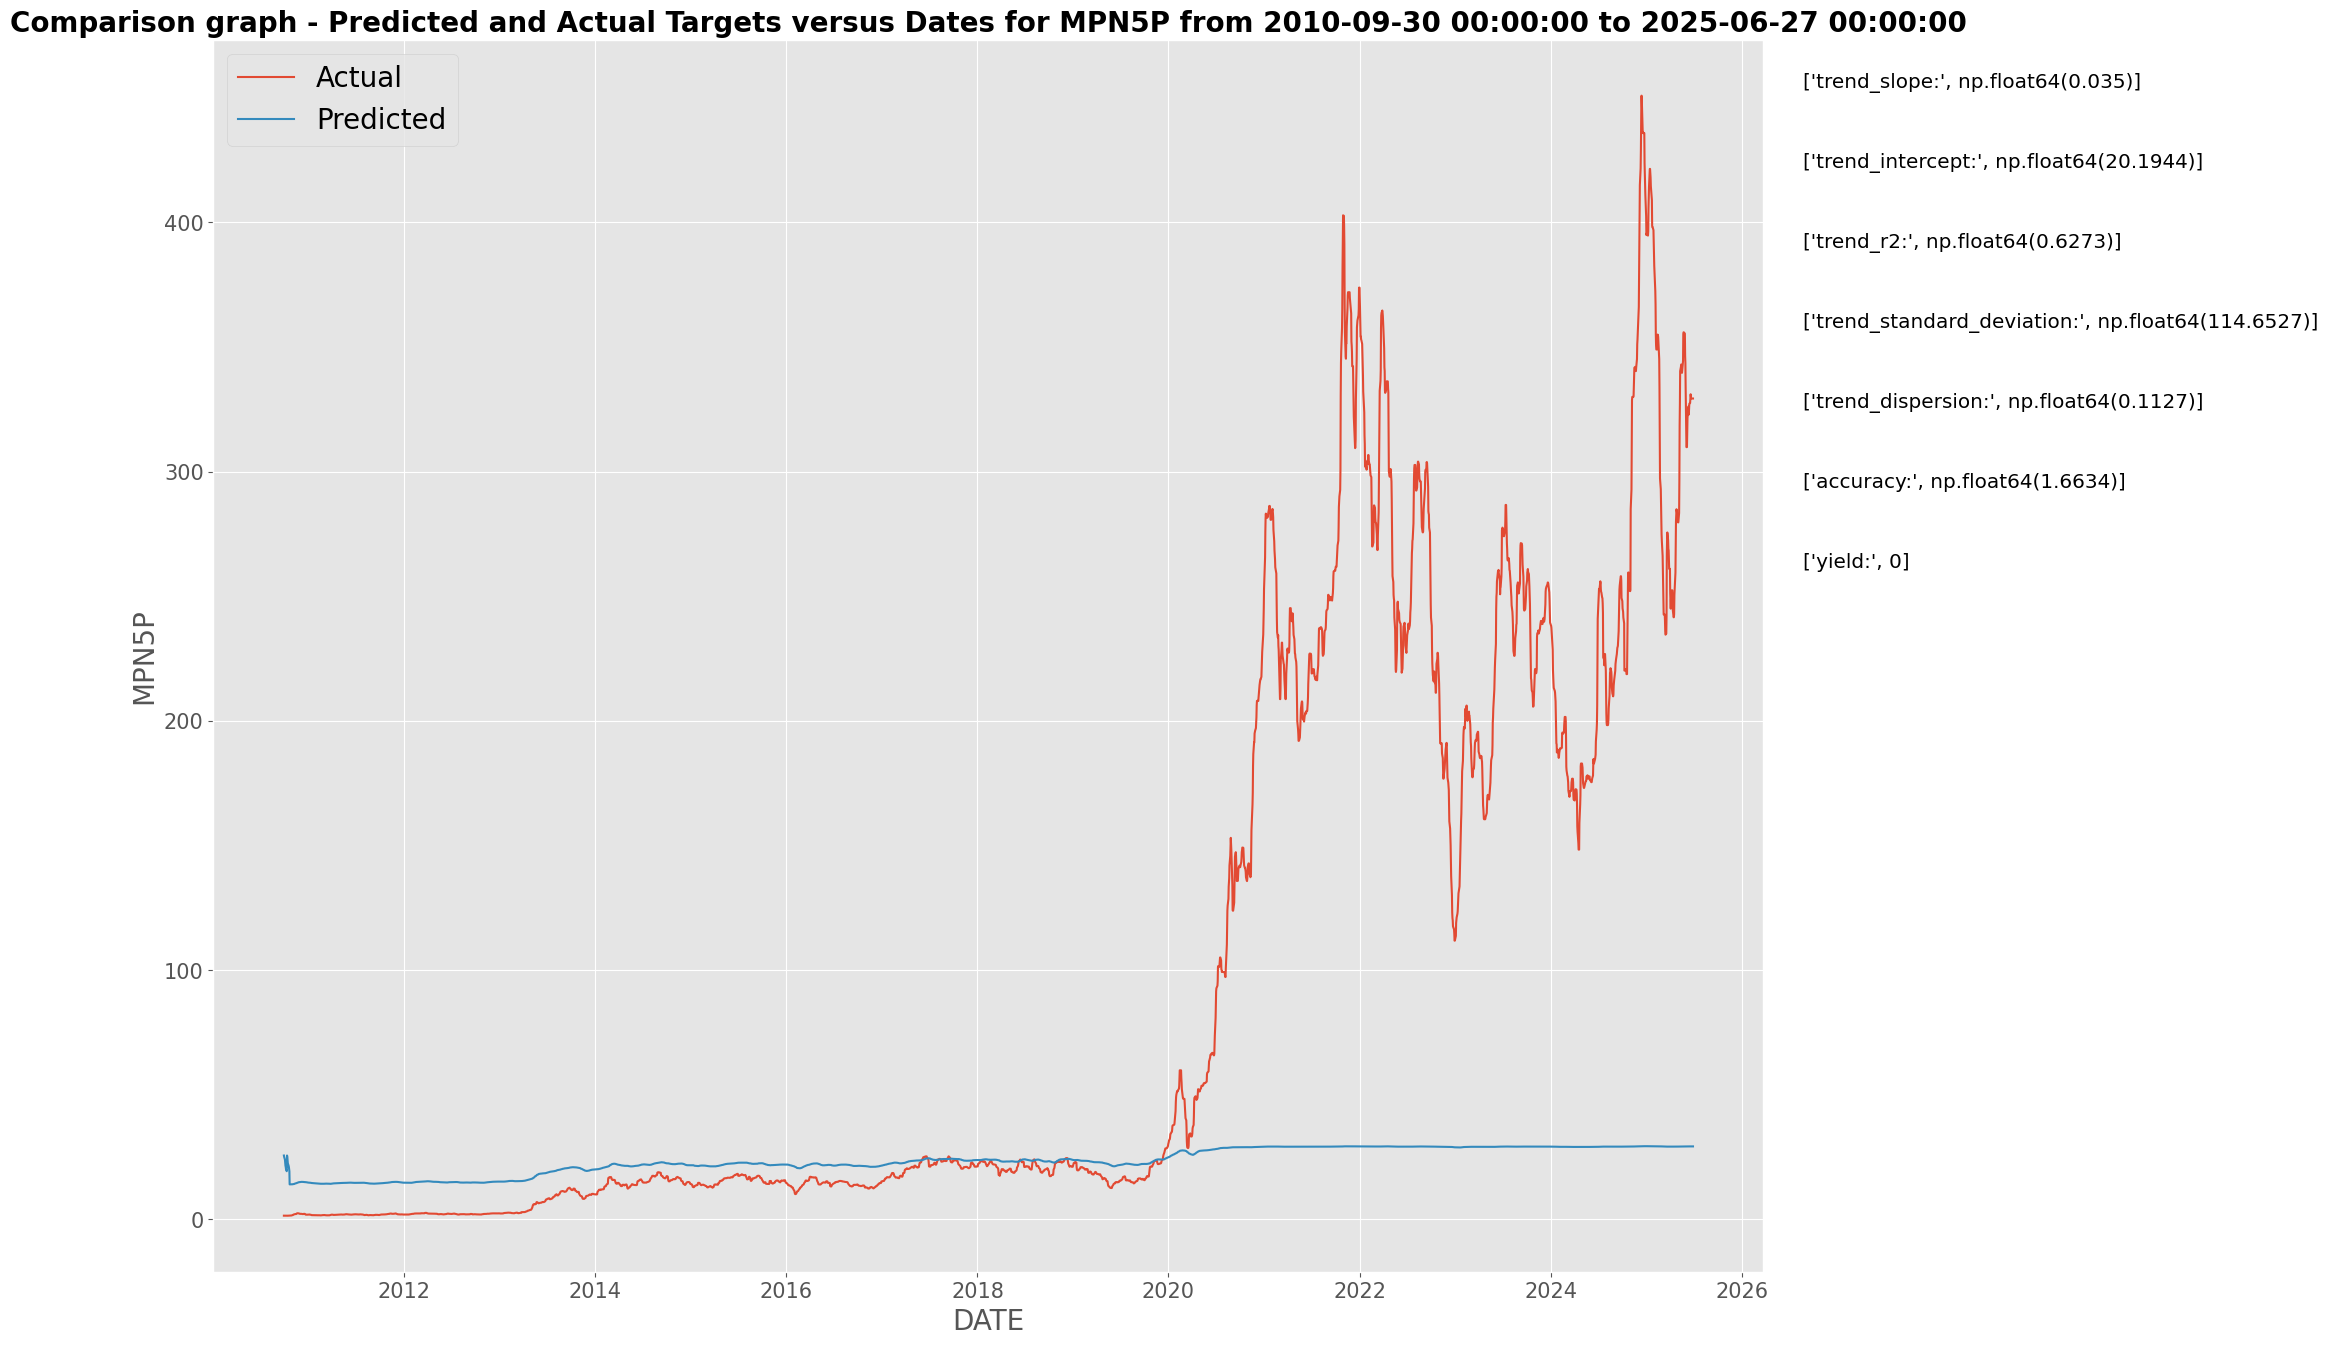 Comparison graph - Predicted and Actual Targets versus Dates for MPN5P from 2010-09-30 00:00:00 to 2025-06-27 00:00:00
Actual
Predicted
['trend_slope:', np.float64(0.035)]
['trend_intercept:', np.float64(20.1944)]
['trend_r2:', np.float64(0.6273)]
['trend_standard_deviation:', np.float64(114.6527)]
['trend_dispersion:', np.float64(0.1127)]
['accuracy:', np.float64(1.6634)]
['yield:', 0]
400
300
200
100
0
MPN5P
2012 2014 2016 2018 2020 2022 2024 2026
DATE